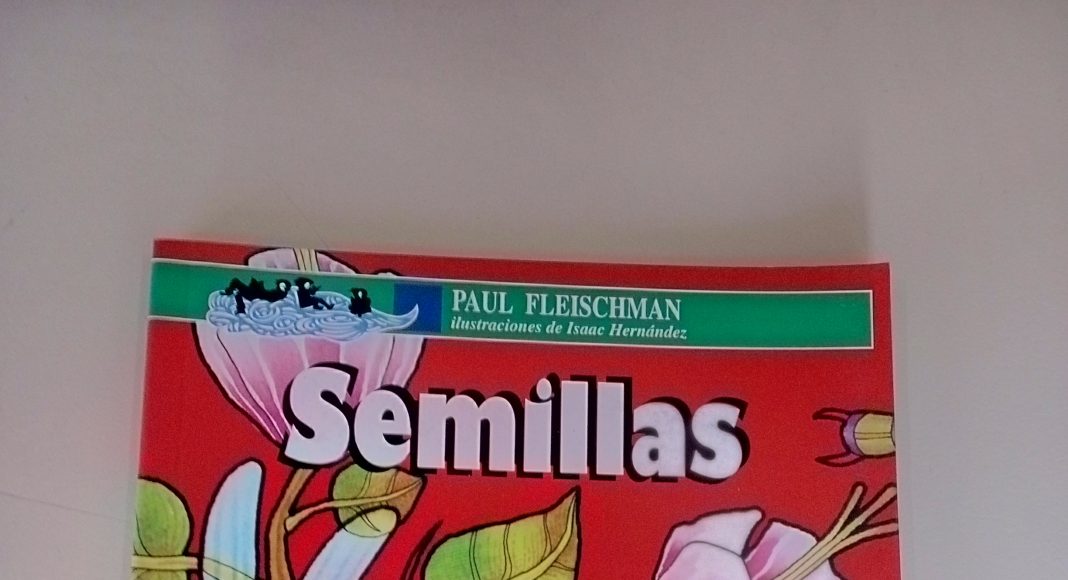 PAUL FLEISCHMAN
ilustraciones de Isaac Hernández
Semillas